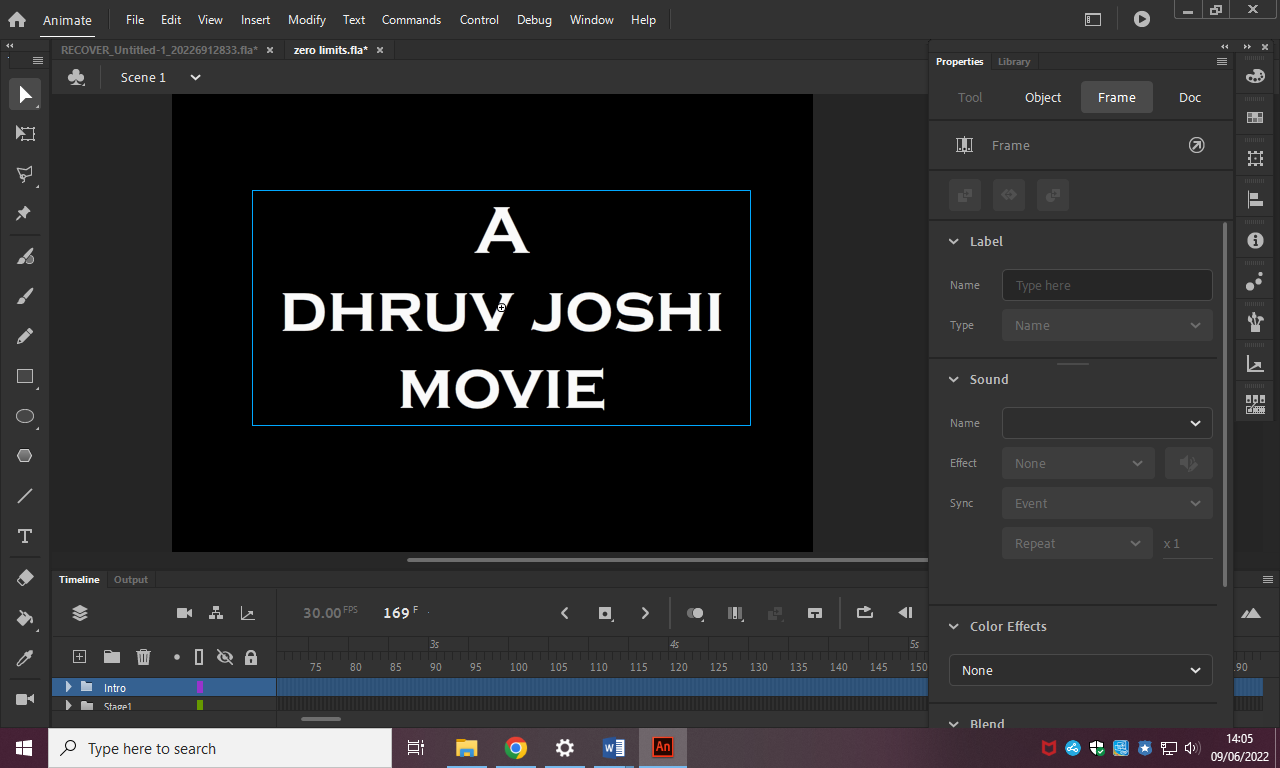 Animate File Edit View Insert Modify Text Commands Control Debug Window Help
RECOVER_Untitled-1_20226912833.fla* zero limits.fla*
Scene 1
A
DHRUV JOSHI
MOVIE
Properties Library
Tool Object Frame Doc
Frame
Label
Name Type here
Type Name
Sound
Name
Effect None
Sync Event
Repeat x 1
Color Effects
None
Blend
Timeline Output
30.00 FPS 169 F
3s 4s 5s
75 80 85 90 95 100 105 110 115 120 125 130 135 140 145 150
Intro
Stage1
Type here to search
An
14:05
09/06/2022